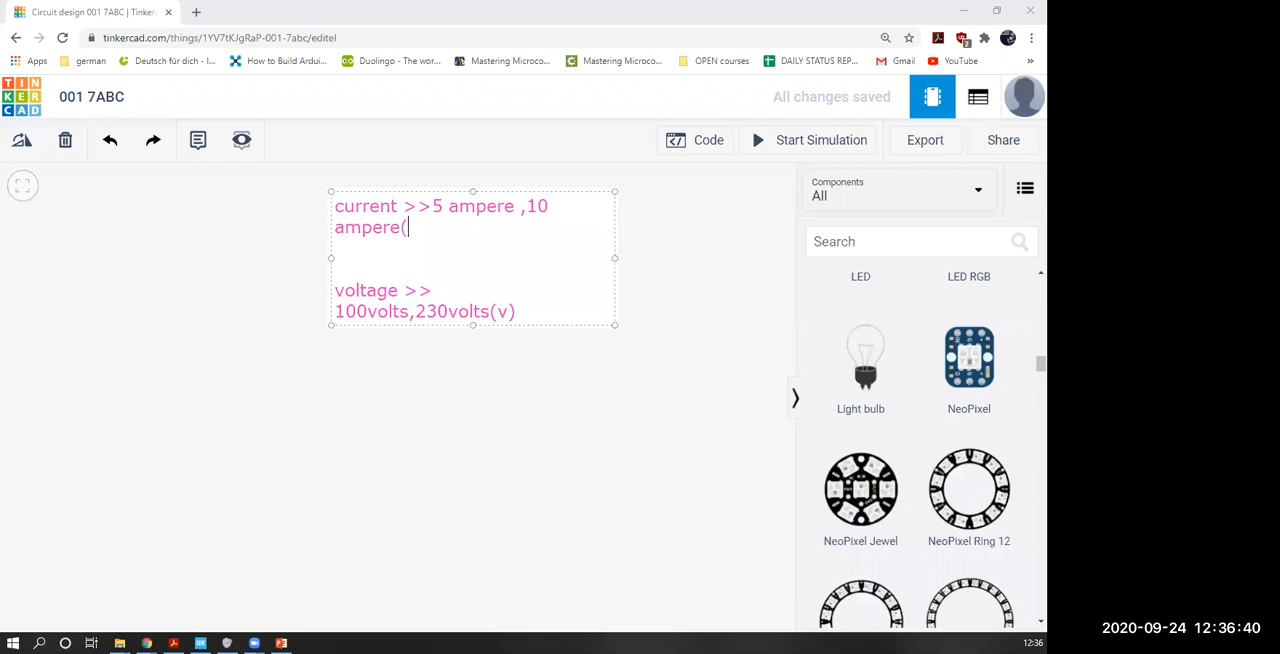 Circuit design 001 7ABC | Tinker
tinkercad.com/things/1YV7tKJgRaP-001-7abc/editel
Apps
german
Deutsch für dich - I...
How to Build Ardui...
Duolingo - The wor...
Mastering Microco...
Mastering Microco...
OPEN courses
DAILY STATUS REP...
Gmail
YouTube
»
TIN
KER
CAD
001 7ABC
All changes saved
Code
Start Simulation
Export
Share
Components
All
Search
current >>5 ampere ,10
ampere(
voltage >>
100volts,230volts(v)
LED
LED RGB
Light bulb
NeoPixel
NeoPixel Jewel
NeoPixel Ring 12
12:36
2020-09-24 12:36:40